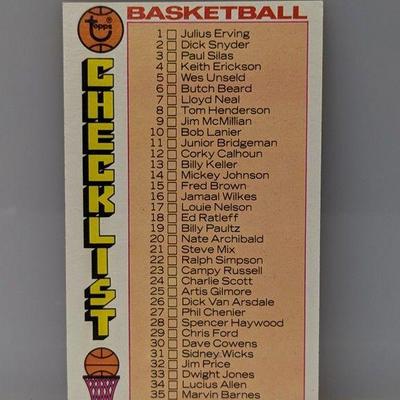 topps
BASKETBALL
CHECKLIST
1 Julius Erving
2 Dick Snyder
3 Paul Silas
4 Keith Erickson
5 Wes Unseld
6 Butch Beard
7 Lloyd Neal
8 Tom Henderson
9 Jim McMillian
10 Bob Lanier
11 Junior Bridgeman
12 Corky Calhoun
13 Billy Keller
14 Mickey Johnson
15 Fred Brown
16 Jamaal Wilkes
17 Louie Nelson
18 Ed Ratleff
19 Billy Paultz
20 Nate Archibald
21 Steve Mix
22 Ralph Simpson
23 Campy Russell
24 Charlie Scott
25 Artis Gilmore
26 Dick Van Arsdale
27 Phil Chenier
28 Spencer Haywood
29 Chris Ford
30 Dave Cowens
31 Sidney Wicks
32 Jim Price
33 Dwight Jones
34 Lucius Allen
35 Marvin Barnes